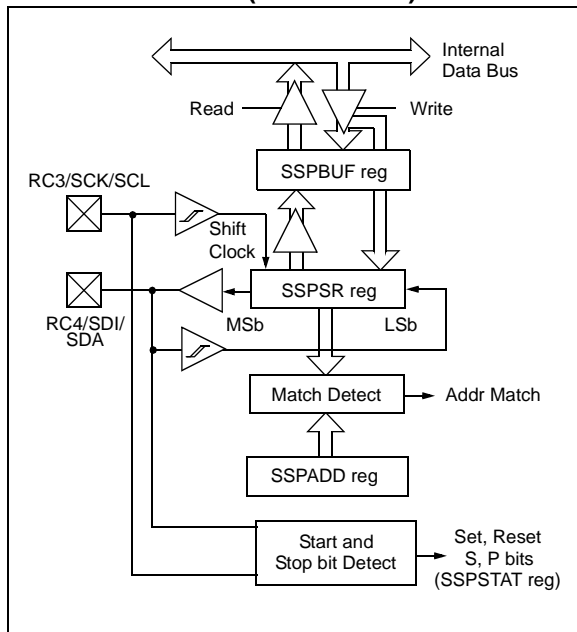 Internal
Data Bus
Read
Write
SSPBUF reg
RC3/SCK/SCL
Shift
Clock
SSPSR reg
MSb
LSb
RC4/SDI/
SDA
Match Detect
Addr Match
SSPADD reg
Start and
Stop bit Detect
Set, Reset
S, P bits
(SSPSTAT reg)